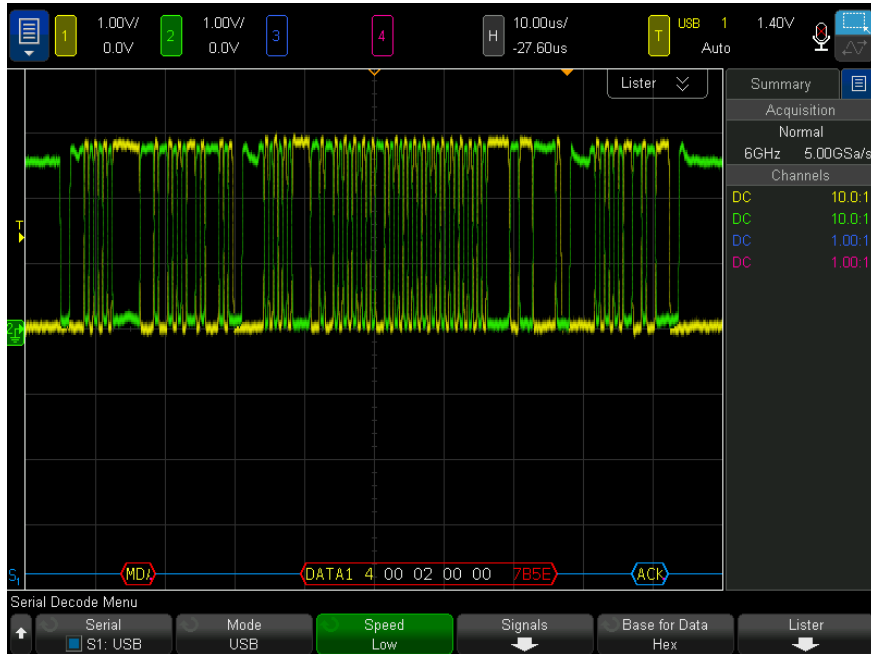 1 1.00V/ 0.0V 2 1.00V/ 0.0V 3 4 H 10.00us/ -27.60us T USB 1 1.40V Auto
Lister
Summary
Acquisition
Normal
6GHz 5.00GSa/s
Channels
DC 10.0:1
DC 10.0:1
DC 1.00:1
DC 1.00:1
T
2
S1 MDA DATA1 4 00 02 00 00 7B5E ACK
Serial Decode Menu
Serial Mode Speed Signals Base for Data Lister
S1: USB USB Low Hex